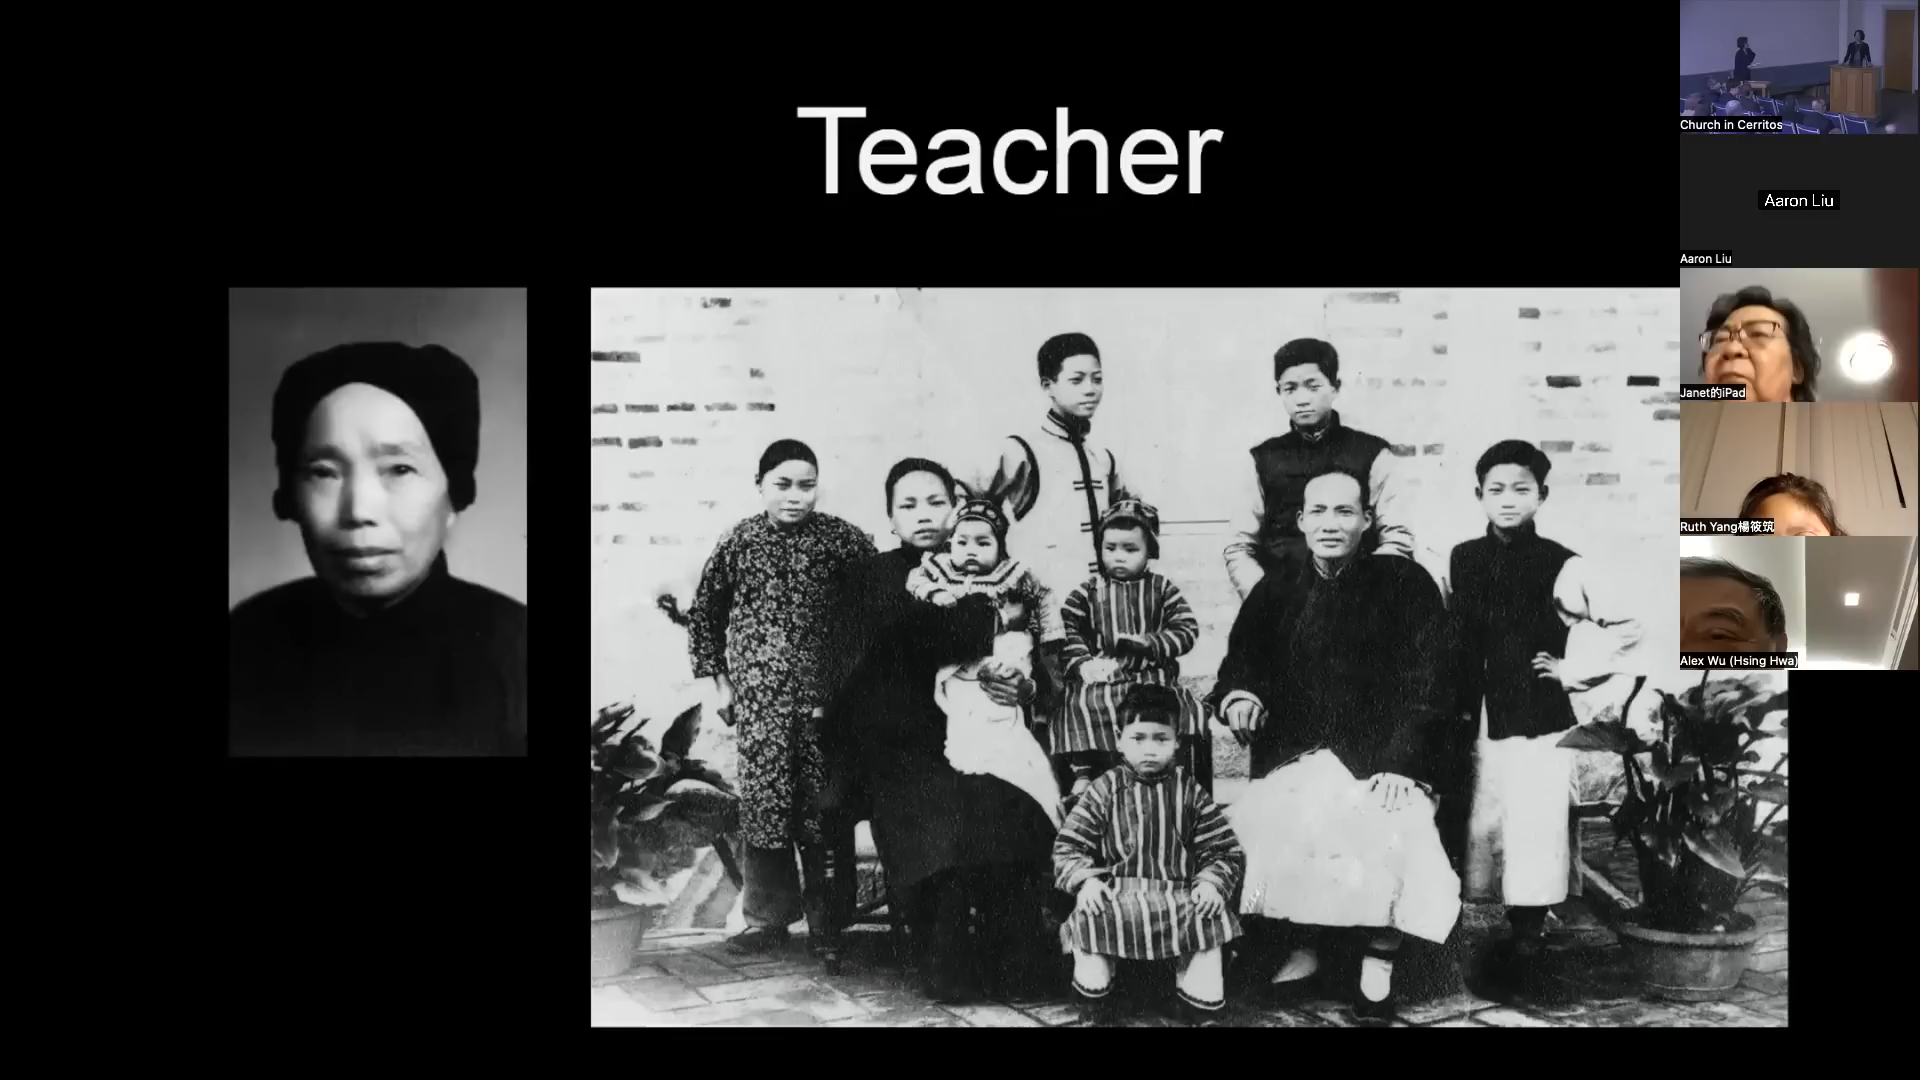 Teacher
Church in Cerritos
Aaron Liu
Aaron Liu
Janet的iPad
Ruth Yang楊筱筑
Alex Wu (Hsing Hwa)